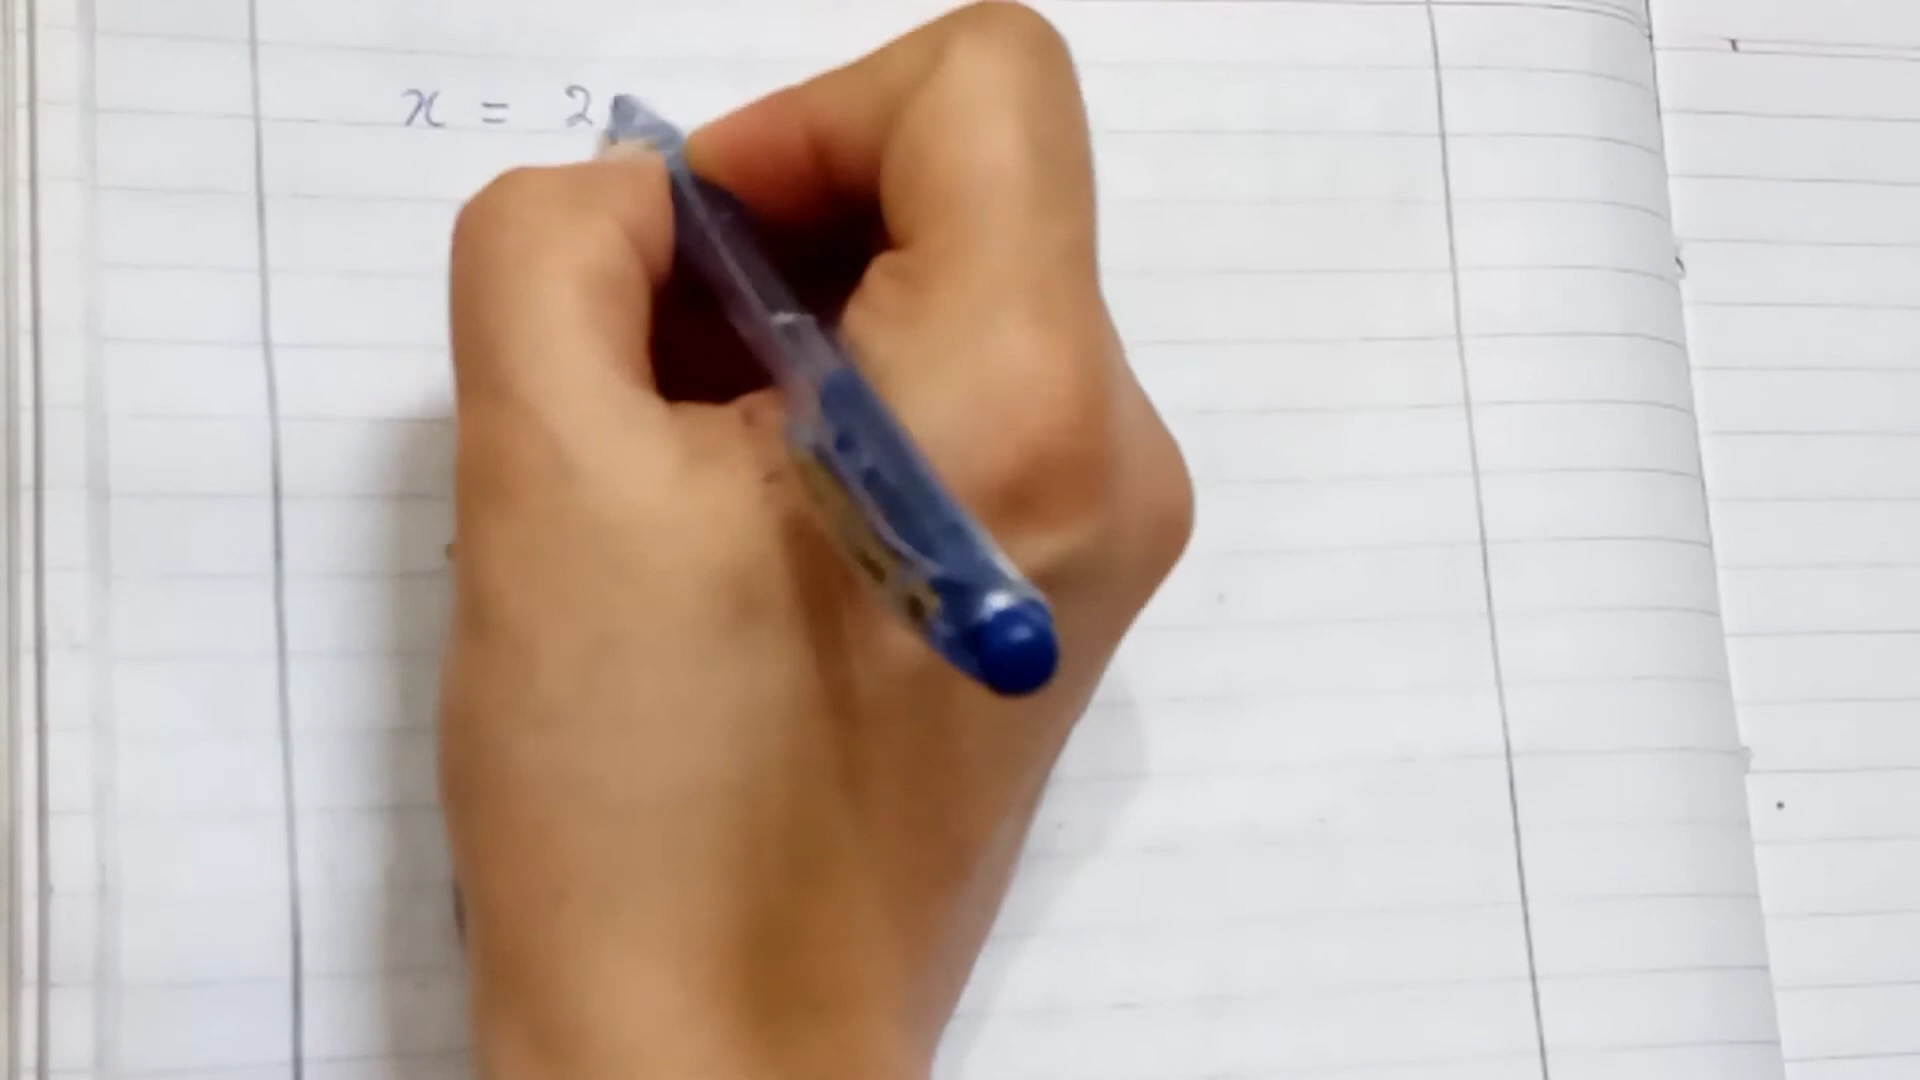 x = 2